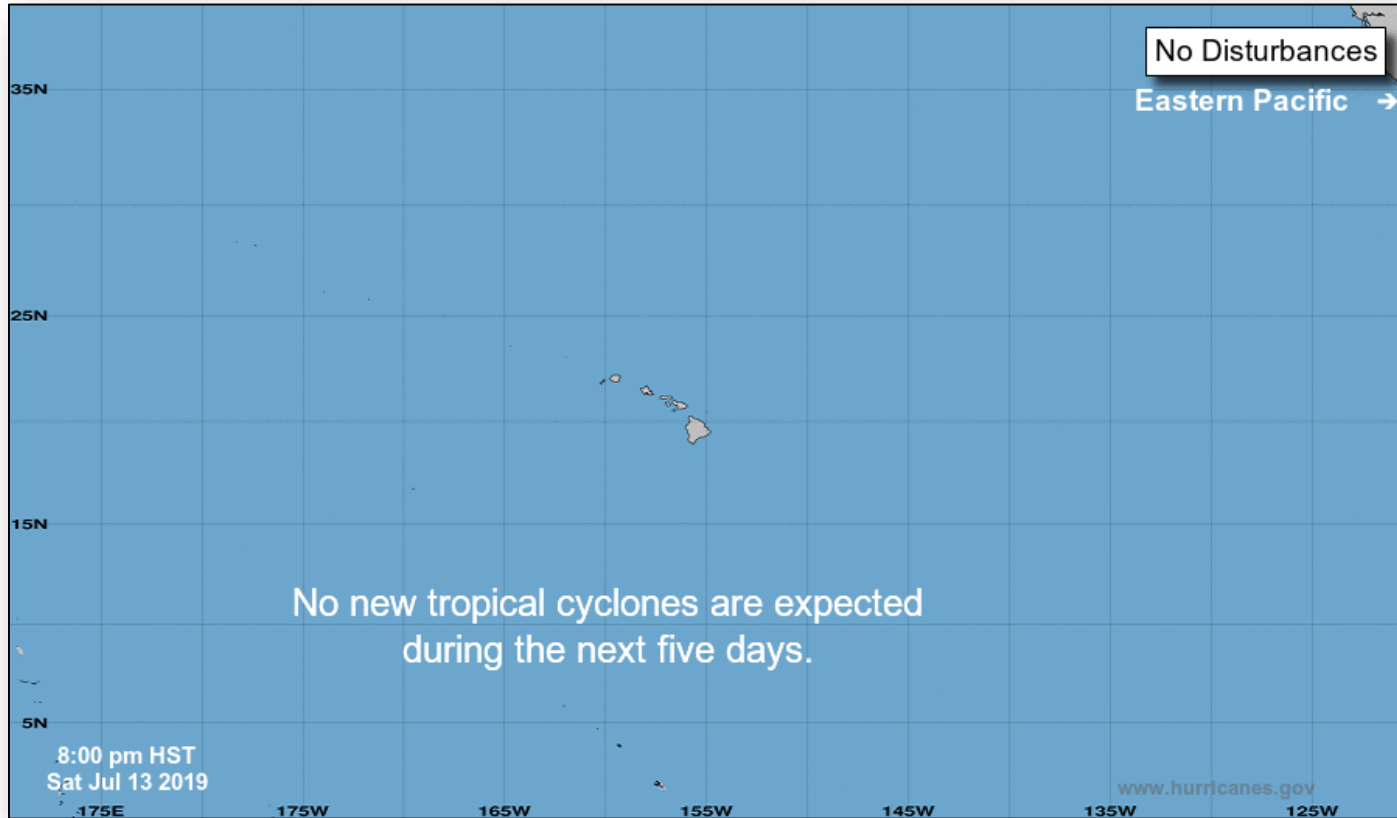 No Disturbances
Eastern Pacific →
35N
25N
15N
No new tropical cyclones are expected
during the next five days.
5N
8:00 pm HST
Sat Jul 13 2019
www.hurricanes.gov
175E 175W 165W 155W 145W 135W 125W